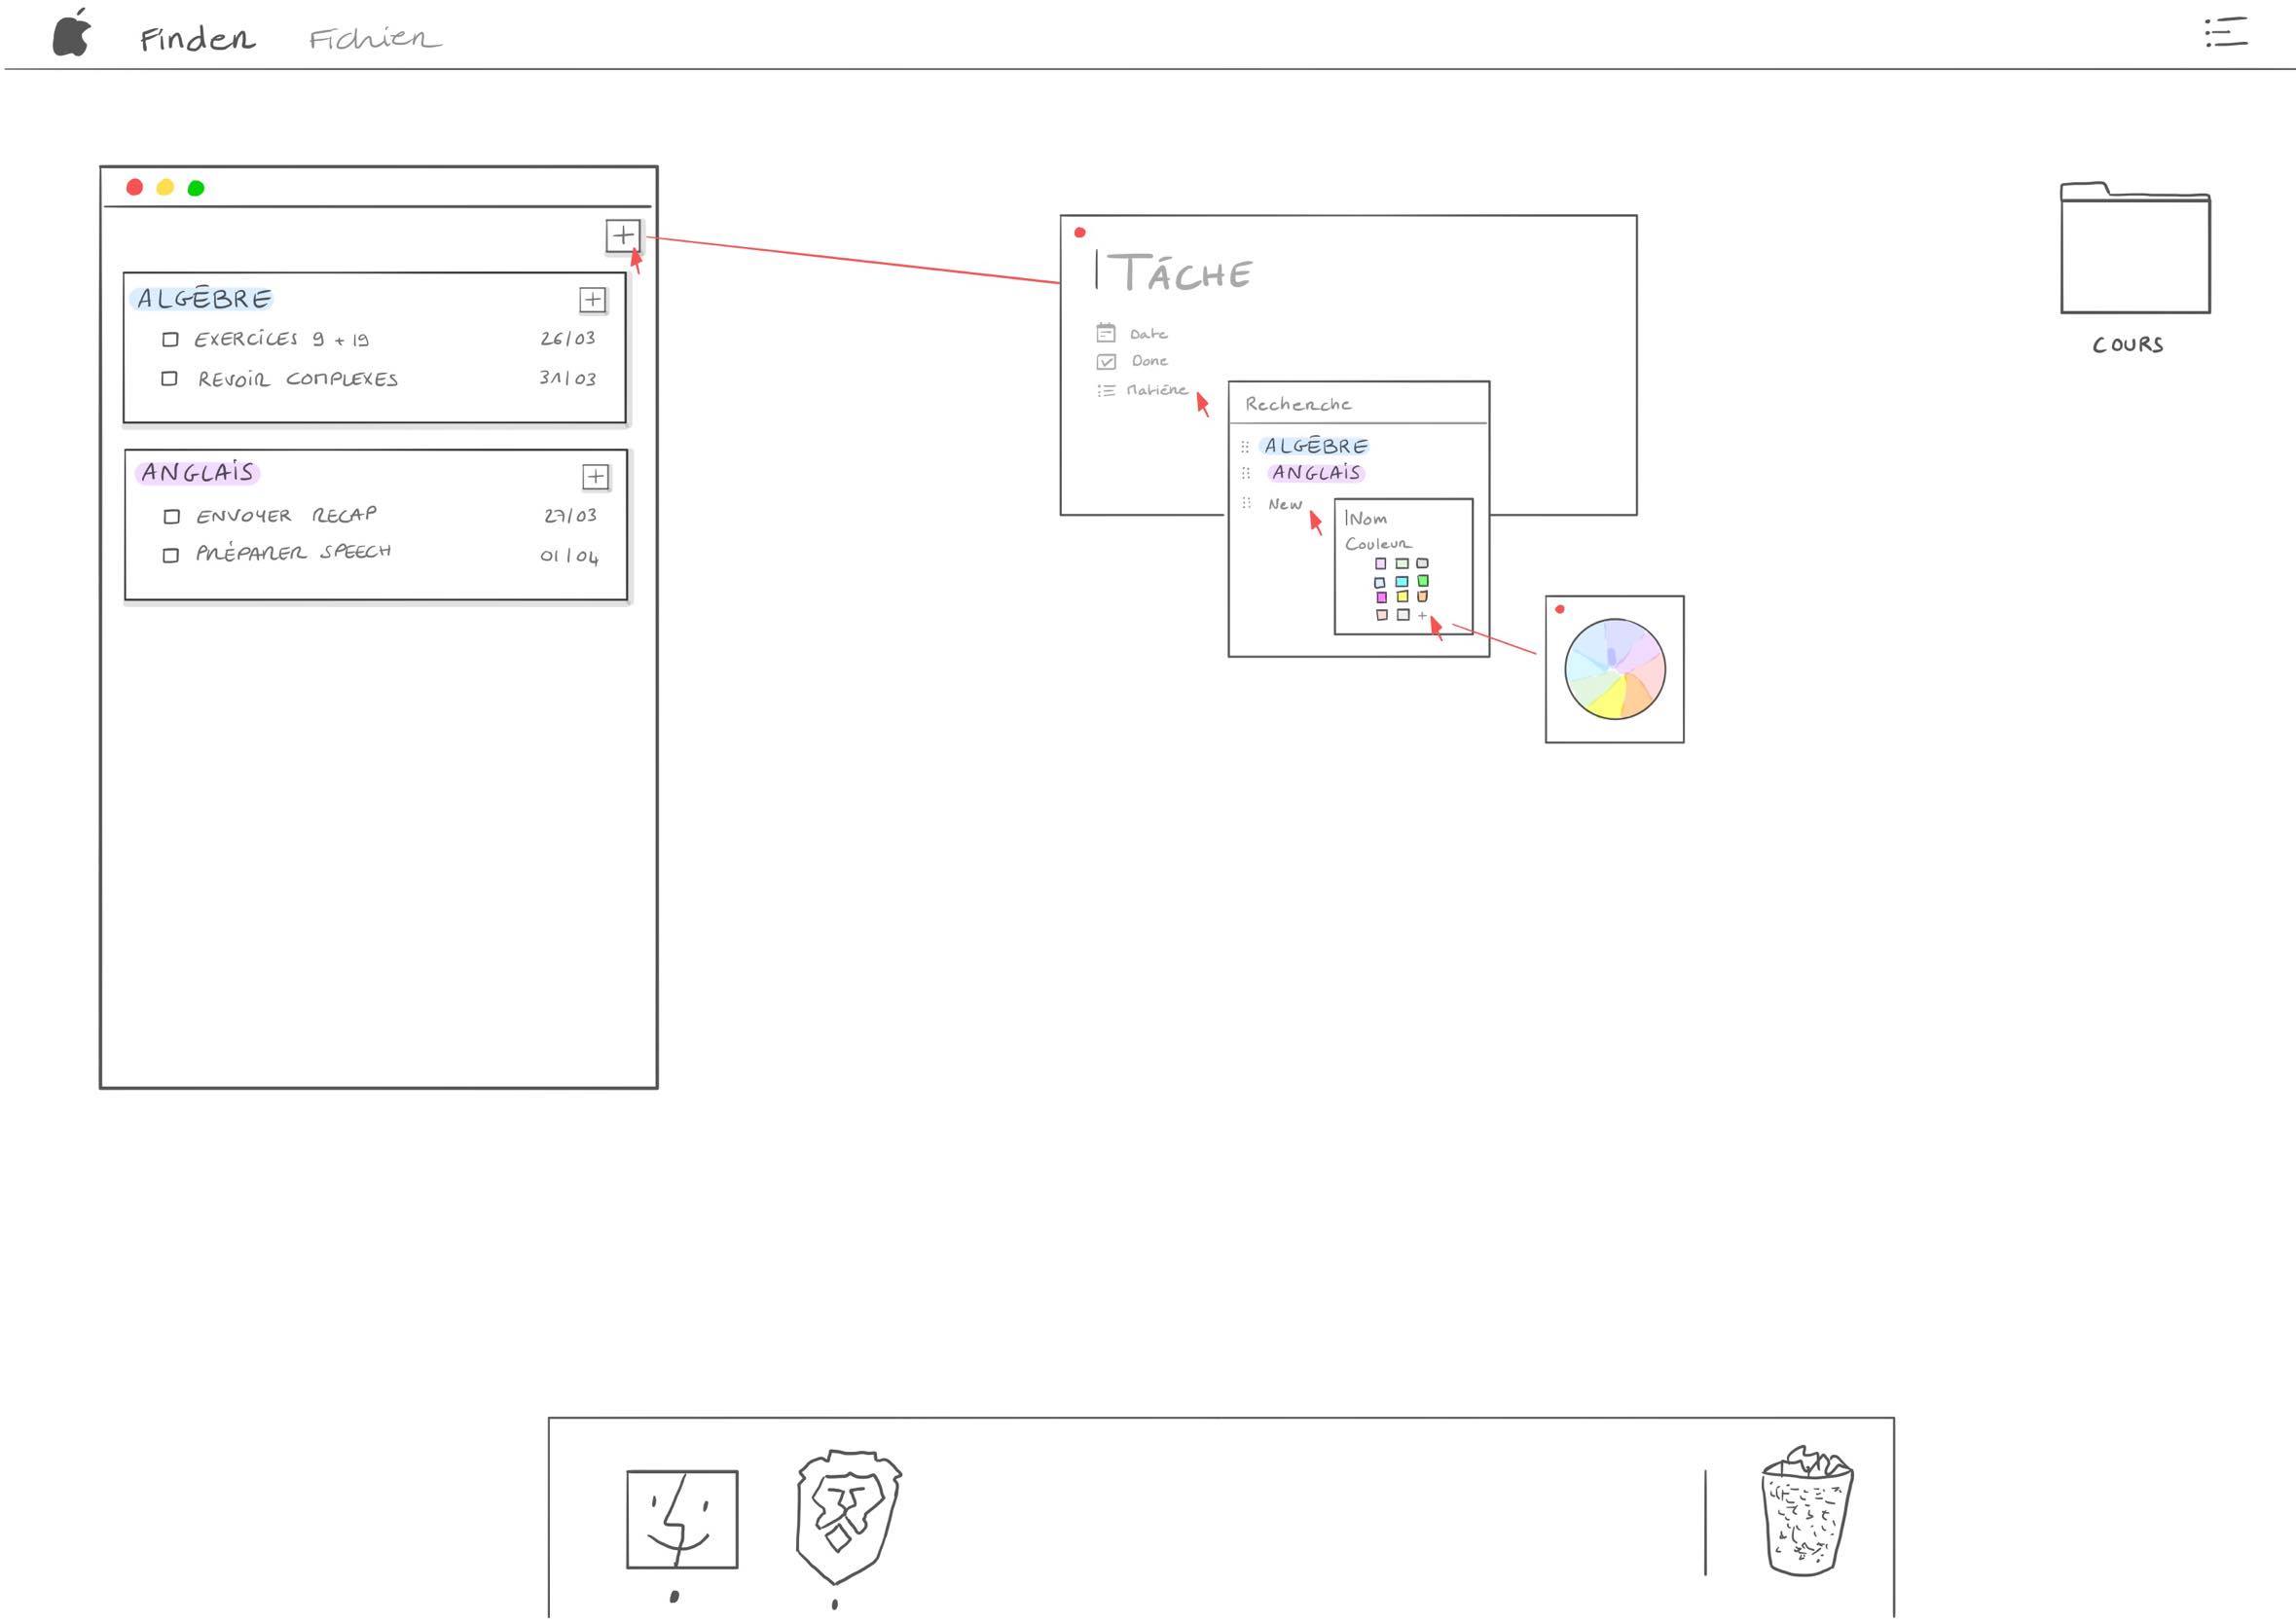 Finder Fichier
+
ALGÈBRE +
EXERCICES 9 + 19 26/03
REVOIR COMPLEXES 31/03
ANGLAIS +
ENVOYER RECAP 27/03
PRÉPARER SPEECH 01/04
TÂCHE
Date
Done
Matière
Recherche
ALGÈBRE
ANGLAIS
New
Nom
Couleur
+
COURS